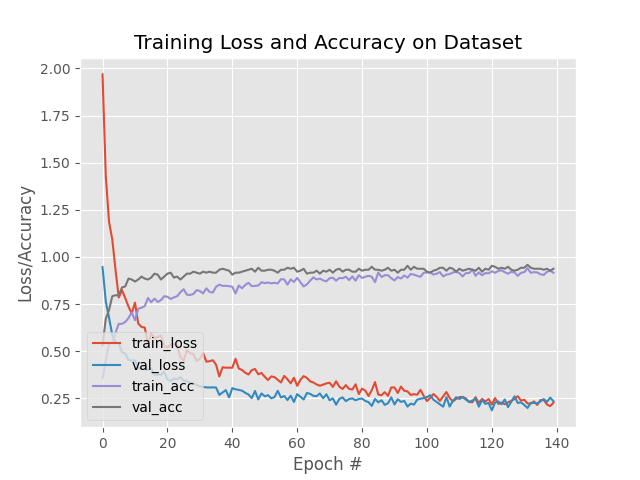 Training Loss and Accuracy on Dataset
Loss/Accuracy
2.00
1.75
1.50
1.25
1.00
0.75
0.50
0.25
train_loss
val_loss
train_acc
val_acc
0 20 40 60 80 100 120 140
Epoch #